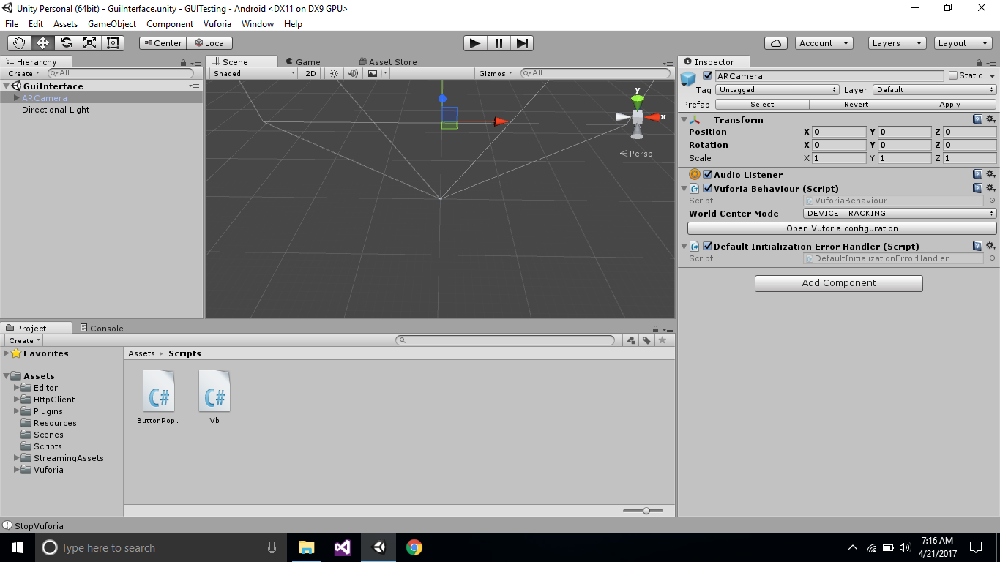 Unity Personal (64bit) - GuiInterface.unity - GUITesting - Android <DX11 on DX9 GPU>
File Edit Assets GameObject Component Vuforia Window Help
Center Local Account Layers Layout
Hierarchy
Create All
GuiInterface
ARCamera
Directional Light
Scene Game Asset Store
Shaded 2D Gizmos All
y
x
Persp
Inspector
ARCamera Static
Tag Untagged Layer Default
Prefab Select Revert Apply
Transform
Position X 0 Y 0 Z 0
Rotation X 0 Y 0 Z 0
Scale X 1 Y 1 Z 1
Audio Listener
C# Vuforia Behaviour (Script)
Script VuforiaBehaviour
World Center Mode DEVICE_TRACKING
Open Vuforia configuration
C# Default Initialization Error Handler (Script)
Script DefaultInitializationErrorHandler
Add Component
Project Console
Create
Favorites
Assets
Editor
HttpClient
Plugins
Resources
Scenes
Scripts
StreamingAssets
Vuforia
Assets Scripts
C# C#
ButtonPop... Vb
StopVuforia
Type here to search
7:16 AM
4/21/2017